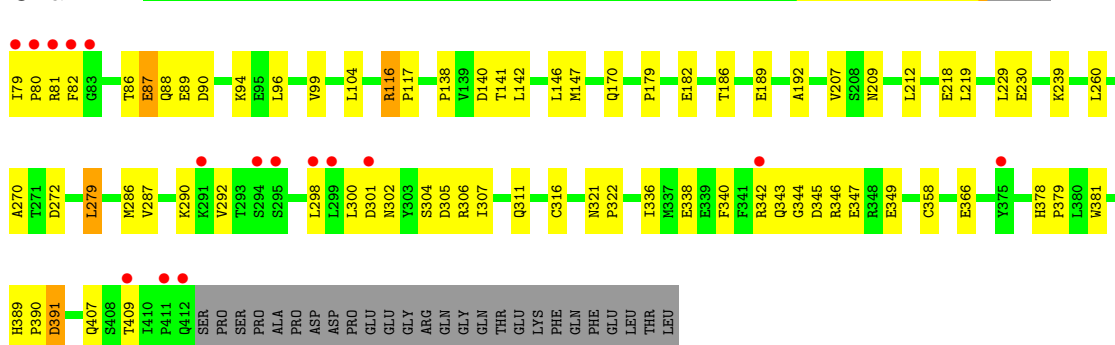 I79 P80 R81 F82 G83 T86 E87 Q88 E89 D90 K94 E95 L96 V99 L104 R116 P117 P138 V139 D140 T141 L142 L146 M147 Q170 P179 E182 T186 E189 A192 V207 S208 N209 L212 E218 L219 L229 E230 K239 L260
A270 T271 D272 L279 M286 V287 K290 K291 V292 T293 S294 S295 L298 L299 L300 D301 N302 Y303 S304 D305 R306 I307 Q311 C316 N321 P322 I336 M337 E338 E339 F340 F341 R342 Q343 G344 D345 R346 E347 R348 E349 C358 E366 Y375 H378 P379 L380 W381
H389 P390 D391 Q407 S408 T409 I410 P411 Q412 SER PRO SER PRO ALA PRO ASP ASP PRO GLU GLU GLY ARG GLN GLY GLN THR GLU LYS PHE GLN PHE GLU LEU THR LEU